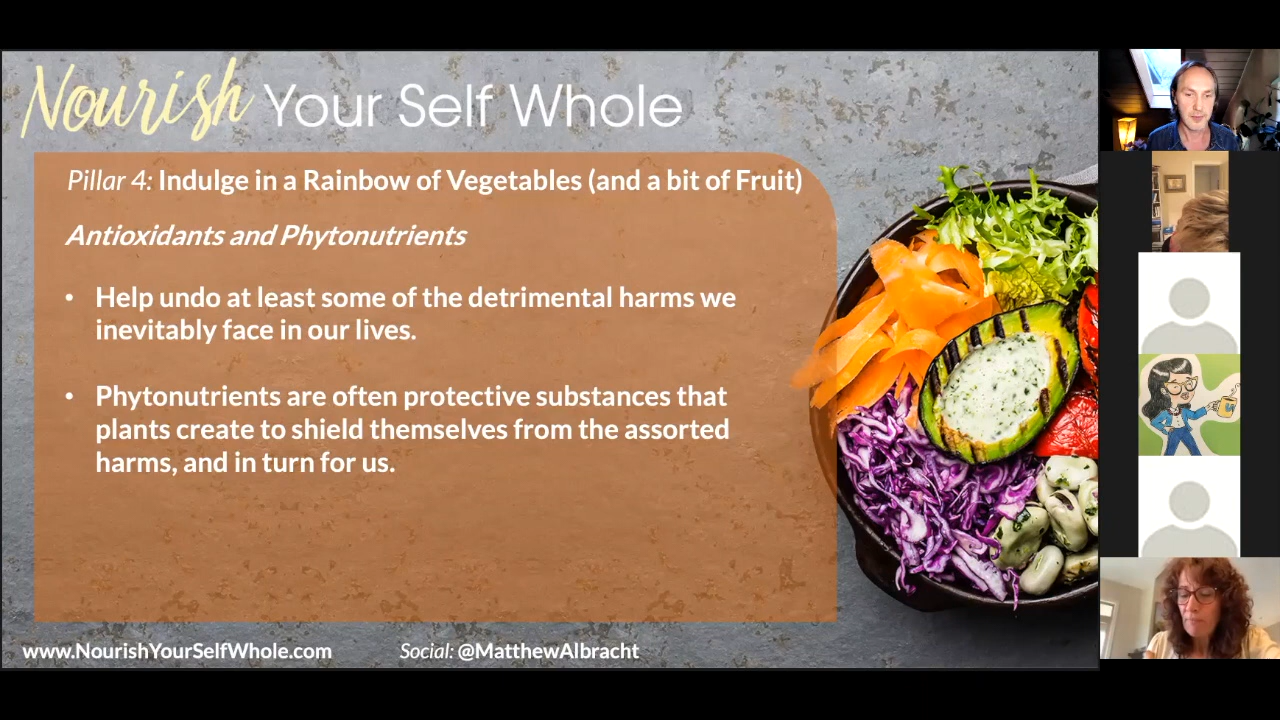 Nourish Your Self Whole
Pillar 4: Indulge in a Rainbow of Vegetables (and a bit of Fruit)
Antioxidants and Phytonutrients
• Help undo at least some of the detrimental harms we
inevitably face in our lives.
• Phytonutrients are often protective substances that
plants create to shield themselves from the assorted
harms, and in turn for us.
www.NourishYourSelfWhole.com
Social: @MatthewAlbracht